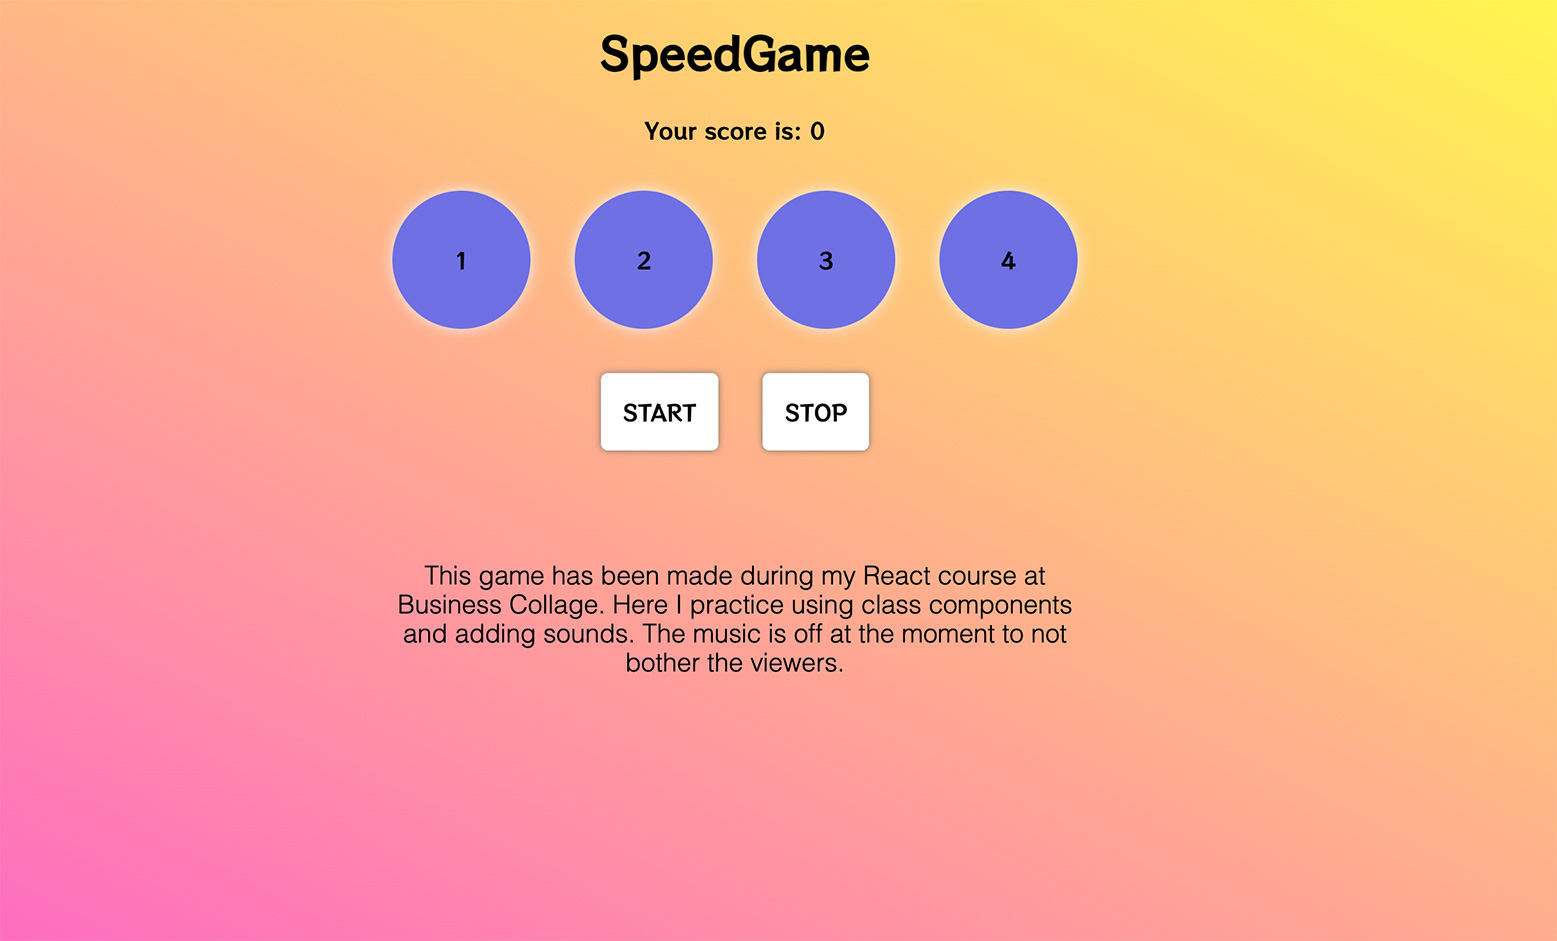 SpeedGame
Your score is: 0
1 2 3 4
START STOP
This game has been made during my React course at
Business Collage. Here I practice using class components
and adding sounds. The music is off at the moment to not
bother the viewers.